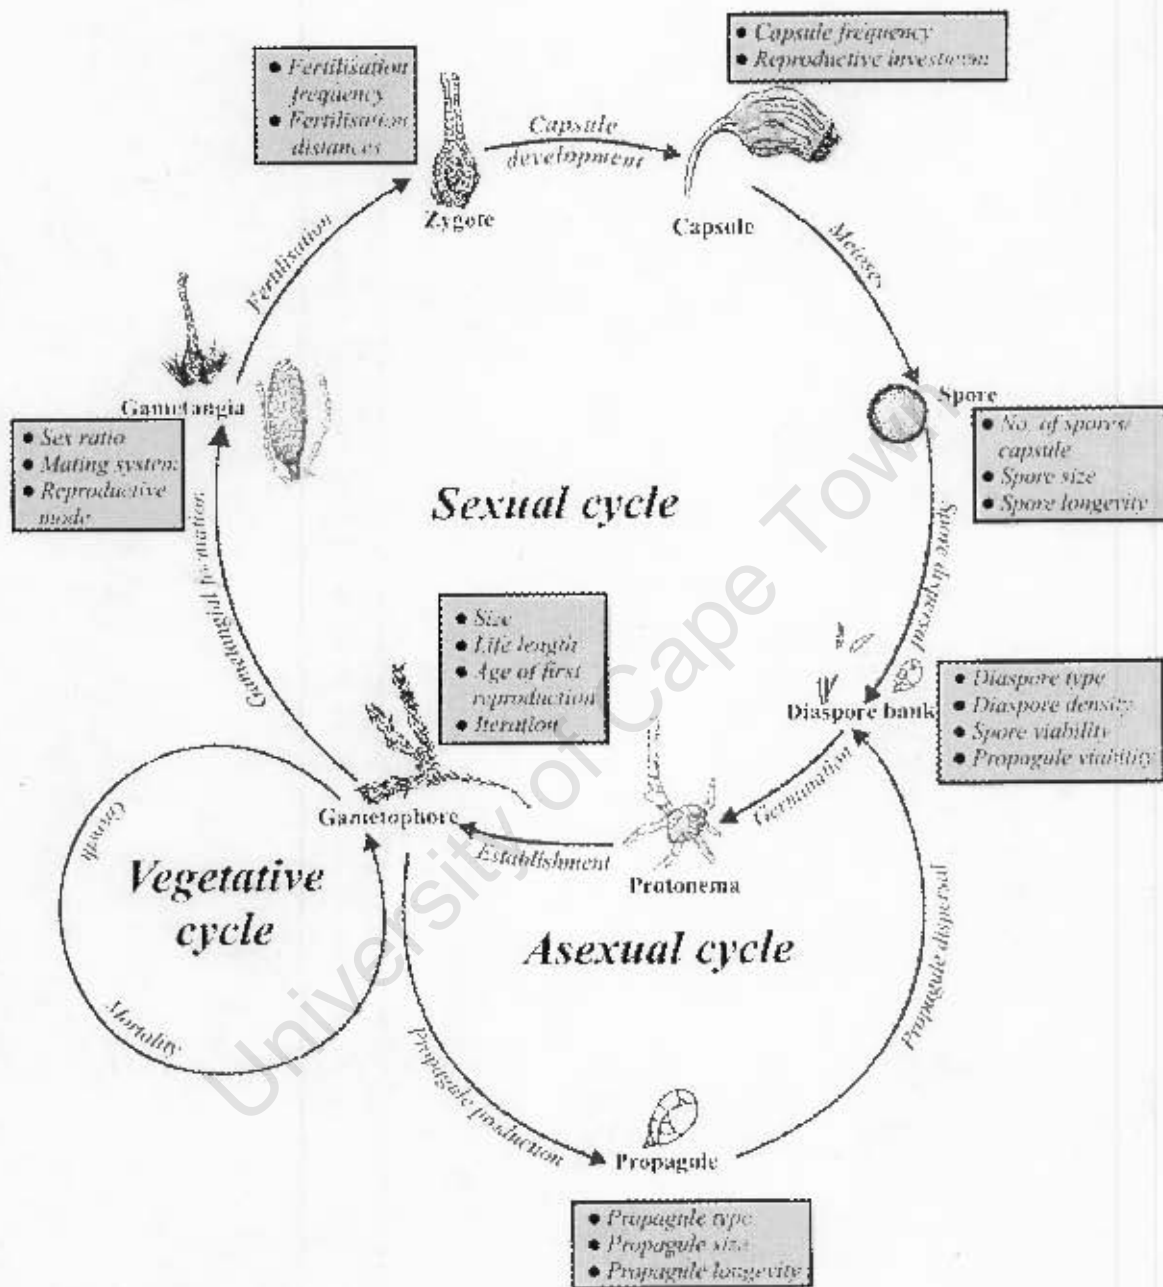 ● Capsule frequency
● Reproductive investment
● Fertilisation
frequency
● Fertilisation
distances
Capsule
development
Zygote
Capsule
Fertilisation
Meioses
Gametangia
Spore
● Sex ratio
● Mating system
● Reproductive
mode
● No. of spores/
capsule
● Spore size
● Spore longevity
Sexual cycle
Gametangial formation
Spore dispersal
● Size
● Life length
● Age of first
reproduction
● Iteration
Diaspore bank
● Diaspore type
● Diaspore density
● Spore viability
● Propagule viability
Germination
Gametophore
Establishment
Protonema
Growth
Vegetative
cycle
Mortality
Asexual cycle
Propagule dispersal
Propagule production
Propagule
● Propagule type
● Propagule size
● Propagule longevity
University of Cape Town